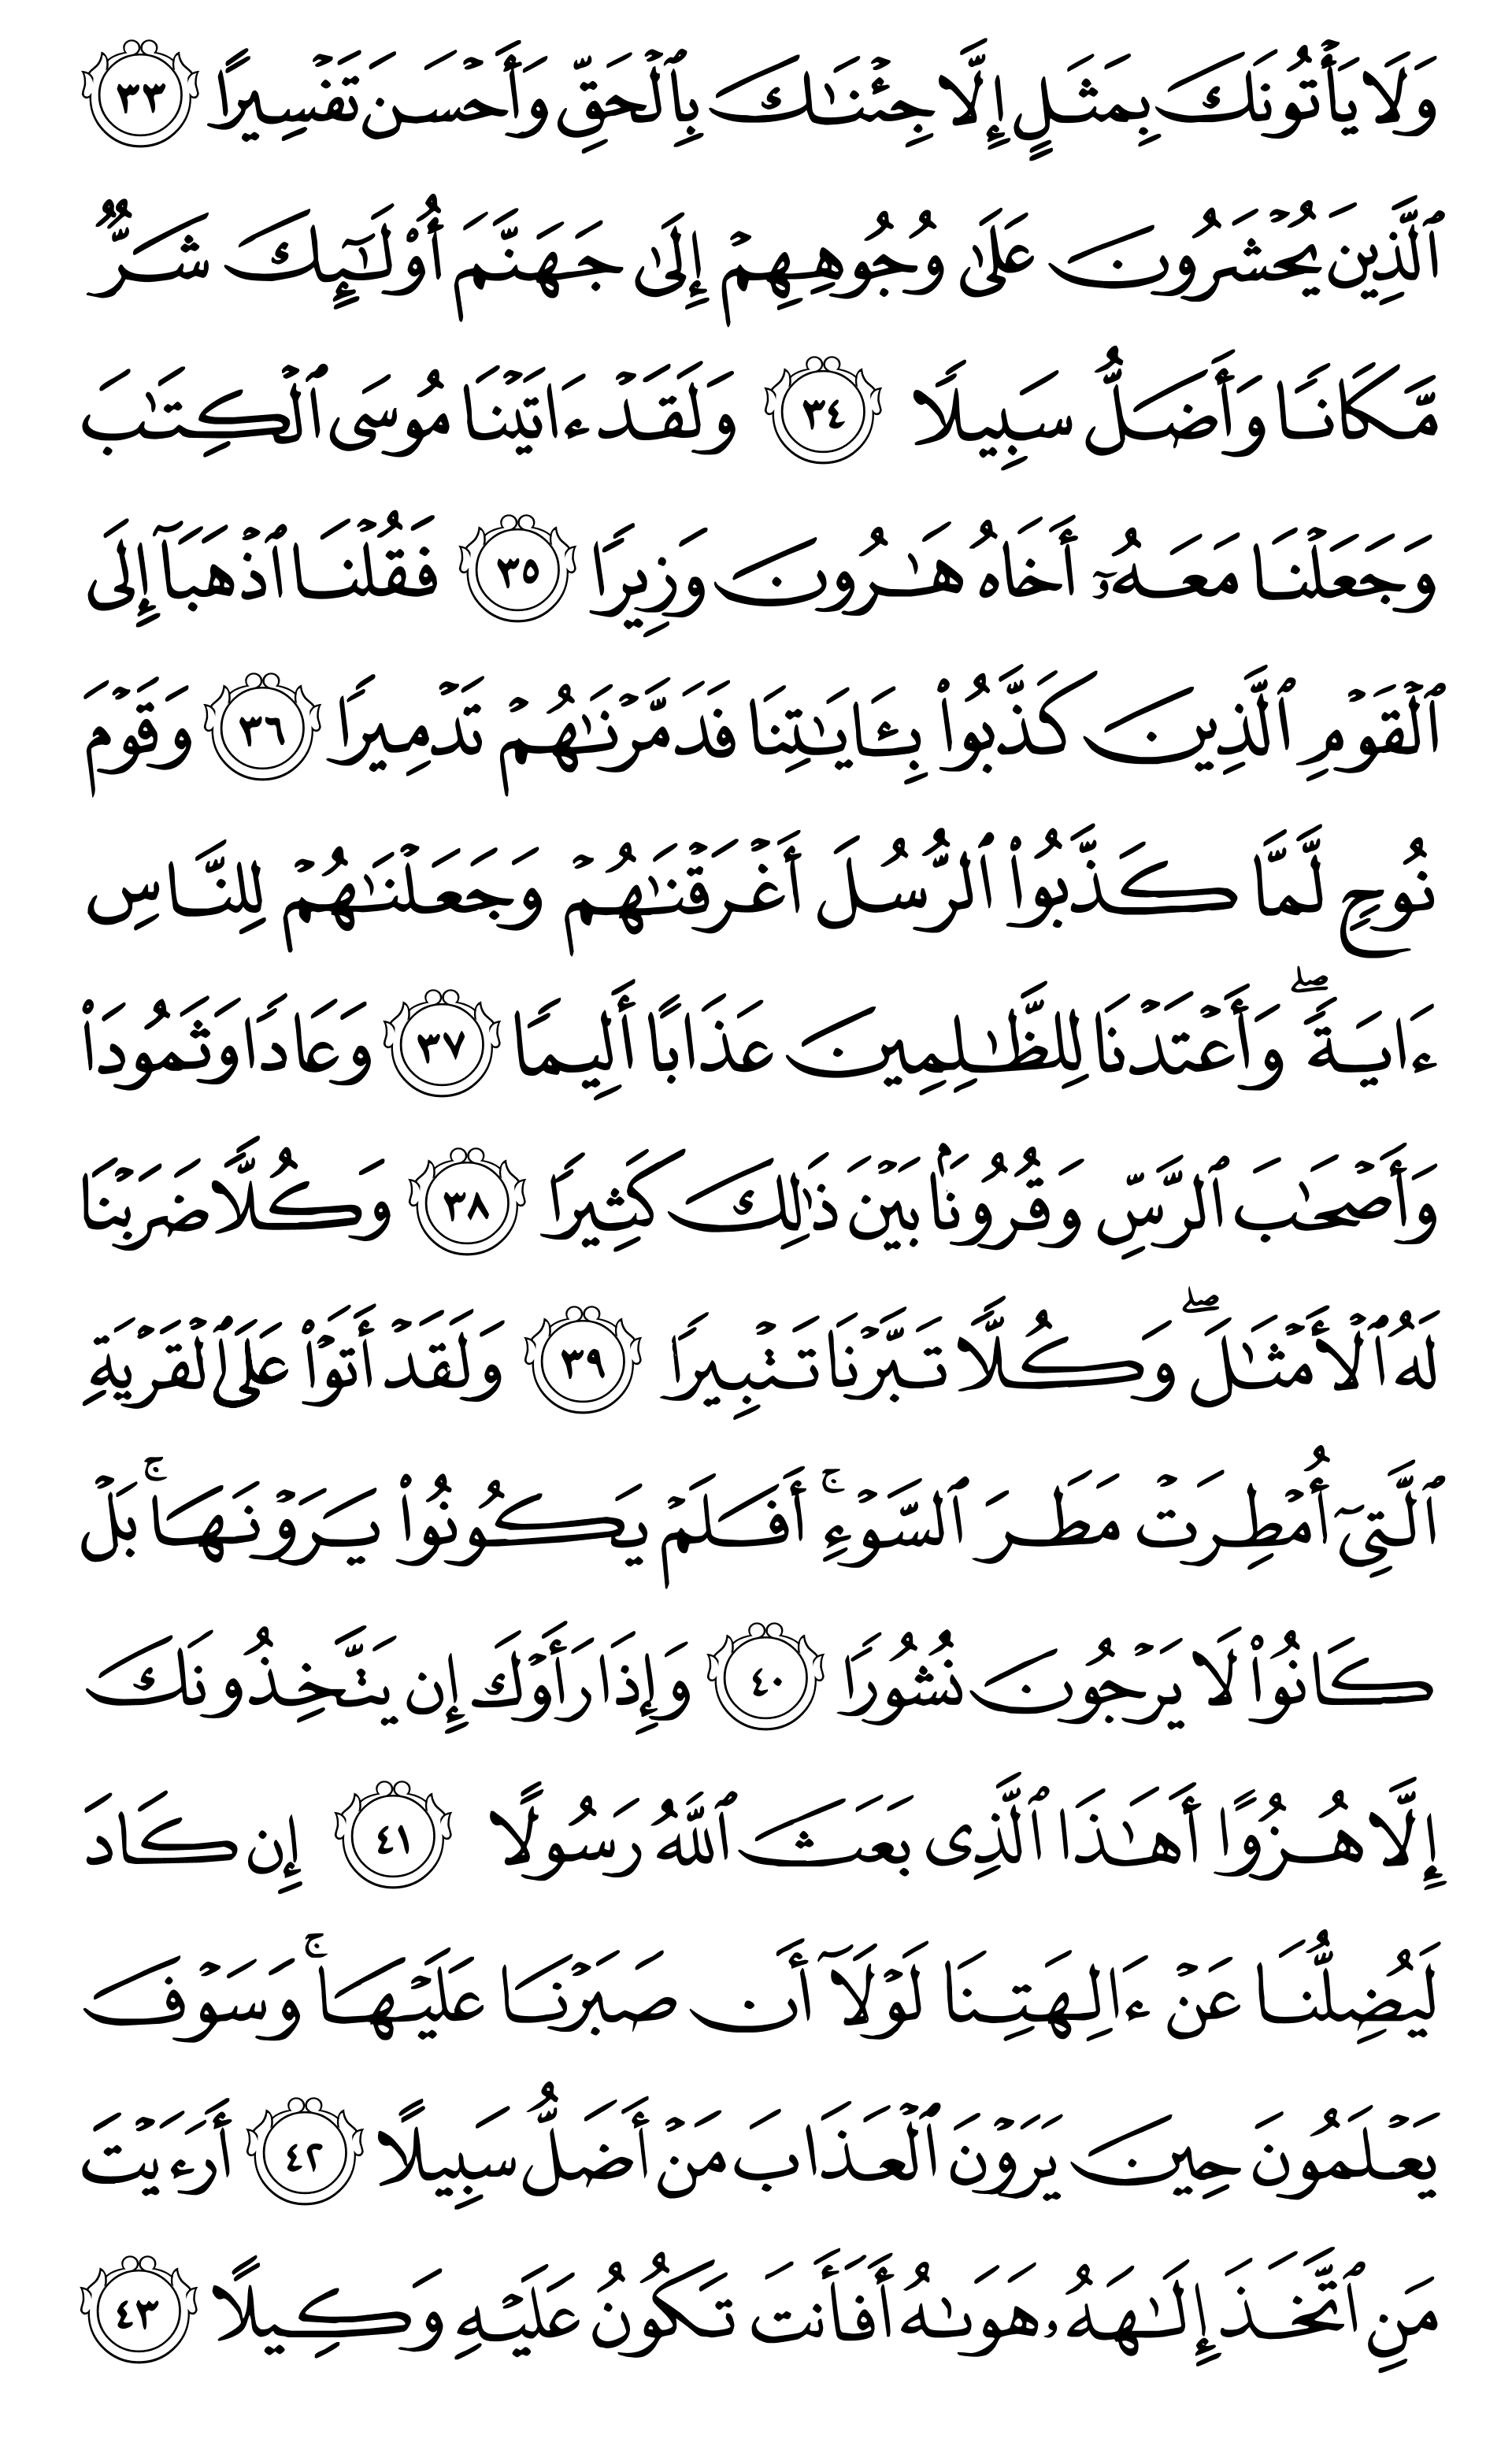 وَلَا يَأۡتُونَكَ بِمَثَلٍ إِلَّا جِئۡنَٰكَ بِٱلۡحَقِّ وَأَحۡسَنَ تَفۡسِيرًا ٣٣
ٱلَّذِينَ يُحۡشَرُونَ عَلَىٰ وُجُوهِهِمۡ إِلَىٰ جَهَنَّمَ أُوْلَٰٓئِكَ شَرّٞ
مَّكَانٗا وَأَضَلُّ سَبِيلٗا ٣٤ وَلَقَدۡ ءَاتَيۡنَا مُوسَى ٱلۡكِتَٰبَ
وَجَعَلۡنَا مَعَهُۥٓ أَخَاهُ هَٰرُونَ وَزِيرٗا ٣٥ فَقُلۡنَا ٱذۡهَبَآ إِلَى
ٱلۡقَوۡمِ ٱلَّذِينَ كَذَّبُواْ بِـَٔايَٰتِنَا فَدَمَّرۡنَٰهُمۡ تَدۡمِيرٗا ٣٦ وَقَوۡمَ
نُوحٖ لَّمَّا كَذَّبُواْ ٱلرُّسُلَ أَغۡرَقۡنَٰهُمۡ وَجَعَلۡنَٰهُمۡ لِلنَّاسِ
ءَايَةٗۖ وَأَعۡتَدۡنَا لِلظَّٰلِمِينَ عَذَابًا أَلِيمٗا ٣٧ وَعَادٗا وَثَمُودَاْ
وَأَصۡحَٰبَ ٱلرَّسِّ وَقُرُونَۢا بَيۡنَ ذَٰلِكَ كَثِيرٗا ٣٨ وَكُلّٗا ضَرَبۡنَا
لَهُ ٱلۡأَمۡثَٰلَۖ وَكُلّٗا تَبَّرۡنَا تَتۡبِيرٗا ٣٩ وَلَقَدۡ أَتَوۡاْ عَلَى ٱلۡقَرۡيَةِ
ٱلَّتِيٓ أُمۡطِرَتۡ مَطَرَ ٱلسَّوۡءِۚ أَفَلَمۡ يَكُونُواْ يَرَوۡنَهَاۚ بَلۡ
كَانُواْ لَا يَرۡجُونَ نُشُورٗا ٤٠ وَإِذَا رَأَوۡكَ إِن يَتَّخِذُونَكَ
إِلَّا هُزُوًا أَهَٰذَا ٱلَّذِي بَعَثَ ٱللَّهُ رَسُولًا ٤١ إِن كَادَ
لَيُضِلُّنَا عَنۡ ءَالِهَتِنَا لَوۡلَآ أَن صَبَرۡنَا عَلَيۡهَاۚ وَسَوۡفَ
يَعۡلَمُونَ حِينَ يَرَوۡنَ ٱلۡعَذَابَ مَنۡ أَضَلُّ سَبِيلًا ٤٢ أَرَءَيۡتَ
مَنِ ٱتَّخَذَ إِلَٰهَهُۥ هَوَىٰهُ أَفَأَنتَ تَكُونُ عَلَيۡهِ وَكِيلًا ٤٣